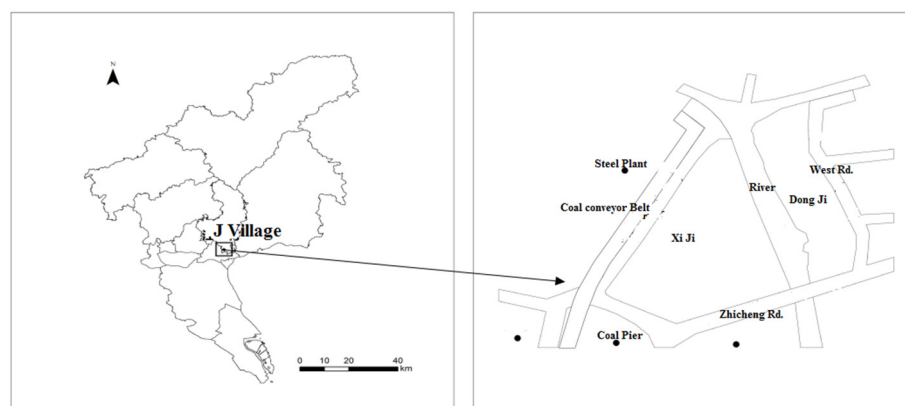 N
J Village
0 10 20 40
km
Steel Plant
West Rd.
River
Dong Ji
Coal conveyor Belt
Xi Ji
Zhicheng Rd.
Coal Pier